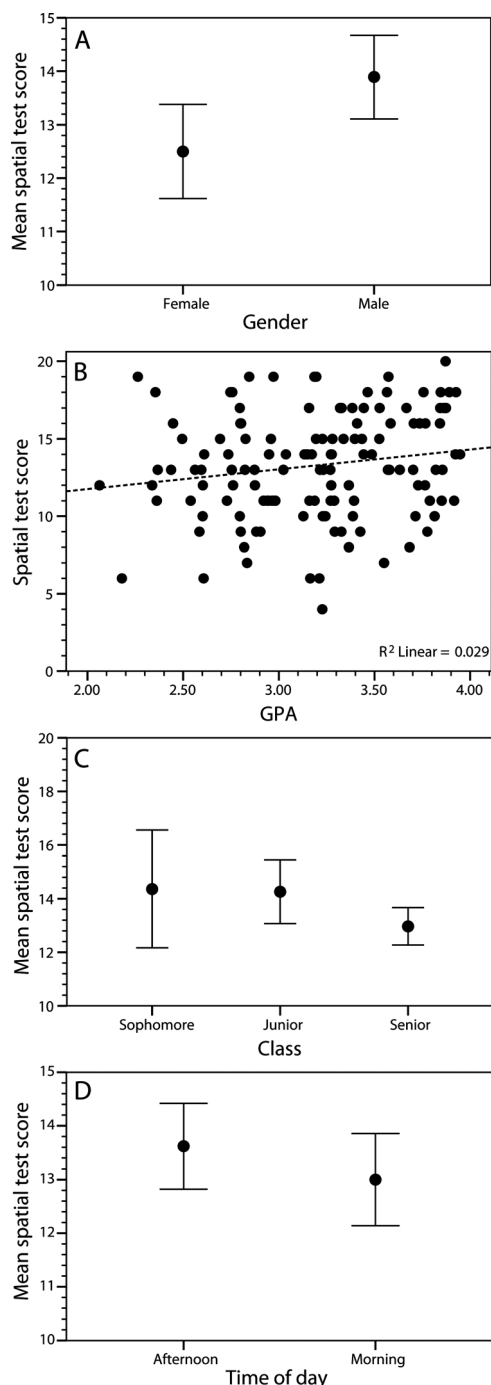 A
15
14
13
12
11
10
Mean spatial test score
Female Male
Gender
B
20
15
10
5
0
Spatial test score
R² Linear = 0.029
2.00 2.50 3.00 3.50 4.00
GPA
C
20
18
16
14
12
10
Mean spatial test score
Sophomore Junior Senior
Class
D
15
14
13
12
11
10
Mean spatial test score
Afternoon Morning
Time of day